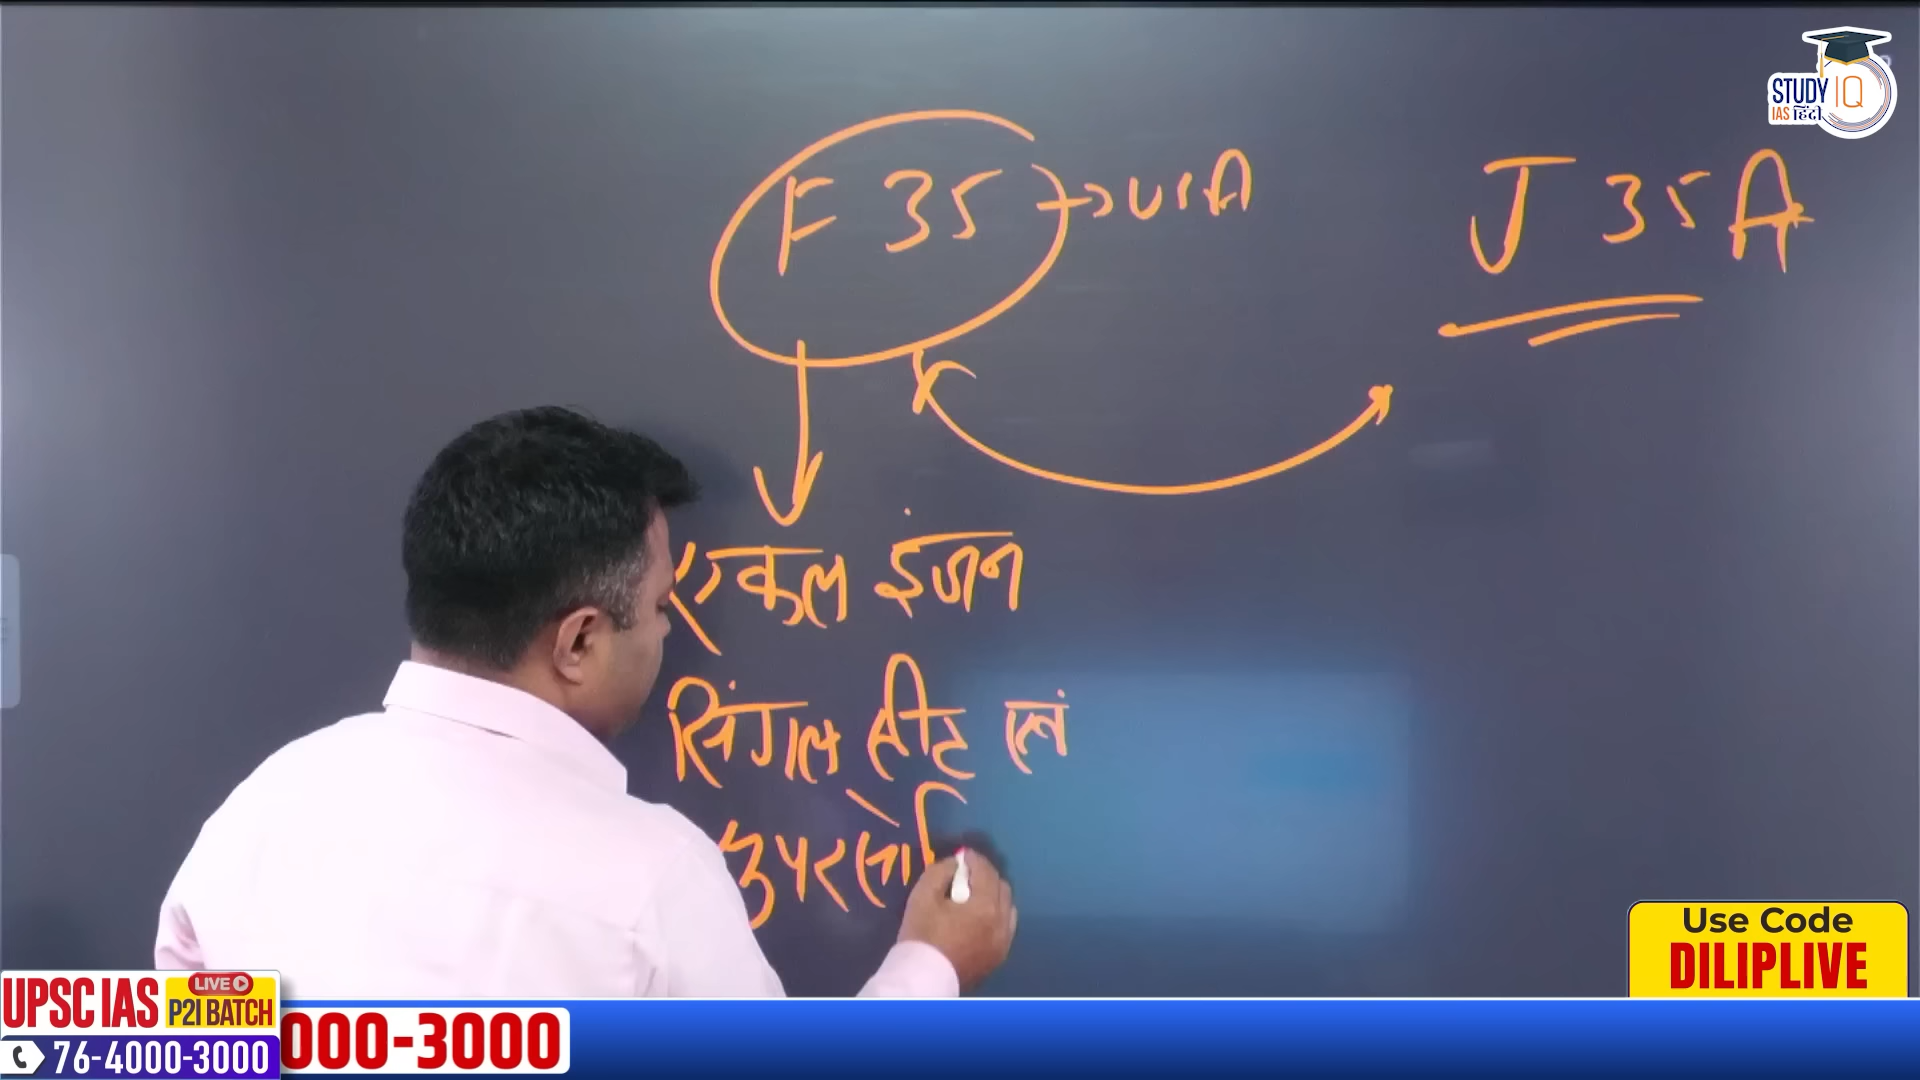 STUDY IQ
IAS हिंदी
F 35 → USA
J 35 A
एकल इंजन
सिंगल सीट एवं
Use Code
DILIPLIVE
UPSC IAS
LIVE
P2I BATCH
76-4000-3000
000-3000